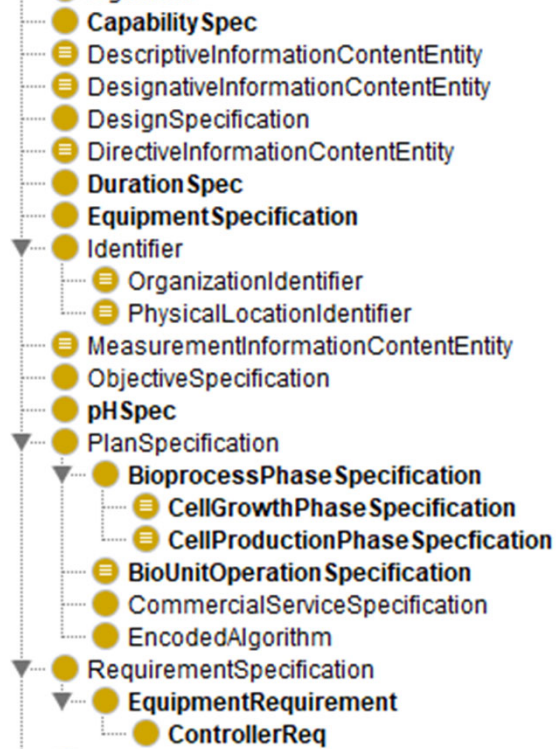 CapabilitySpec
DescriptiveInformationContentEntity
DesignativeInformationContentEntity
DesignSpecification
DirectiveInformationContentEntity
DurationSpec
EquipmentSpecification
Identifier
OrganizationIdentifier
PhysicalLocationIdentifier
MeasurementInformationContentEntity
ObjectiveSpecification
pHSpec
PlanSpecification
BioprocessPhaseSpecification
CellGrowthPhaseSpecification
CellProductionPhaseSpecfication
BioUnitOperationSpecification
CommercialServiceSpecification
EncodedAlgorithm
RequirementSpecification
EquipmentRequirement
ControllerReq